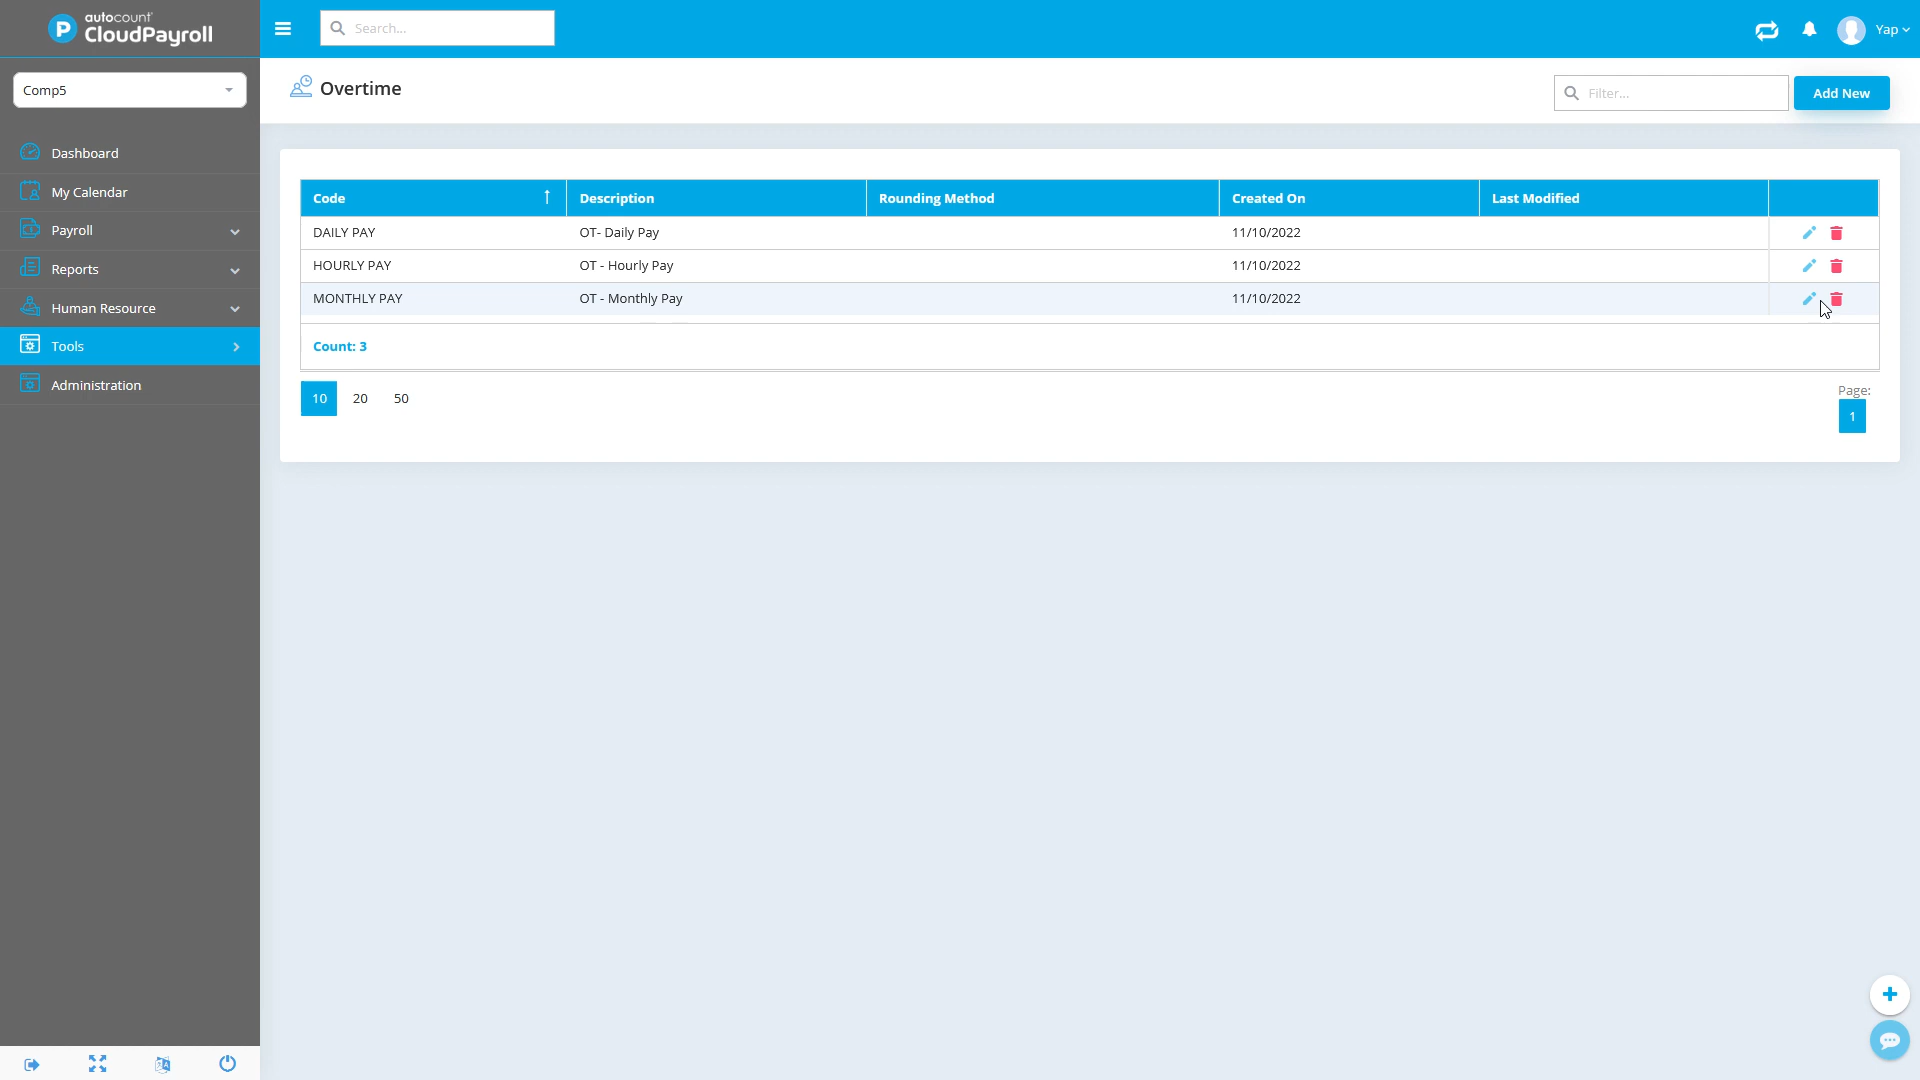 autocount
CloudPayroll
Search...
Yap
Comp5
Overtime
Filter...
Add New
Dashboard
My Calendar
Payroll
Reports
Human Resource
Tools
Administration
Code Description Rounding Method Created On Last Modified
DAILY PAY OT- Daily Pay 11/10/2022
HOURLY PAY OT - Hourly Pay 11/10/2022
MONTHLY PAY OT - Monthly Pay 11/10/2022
Count: 3
10 20 50
Page:
1